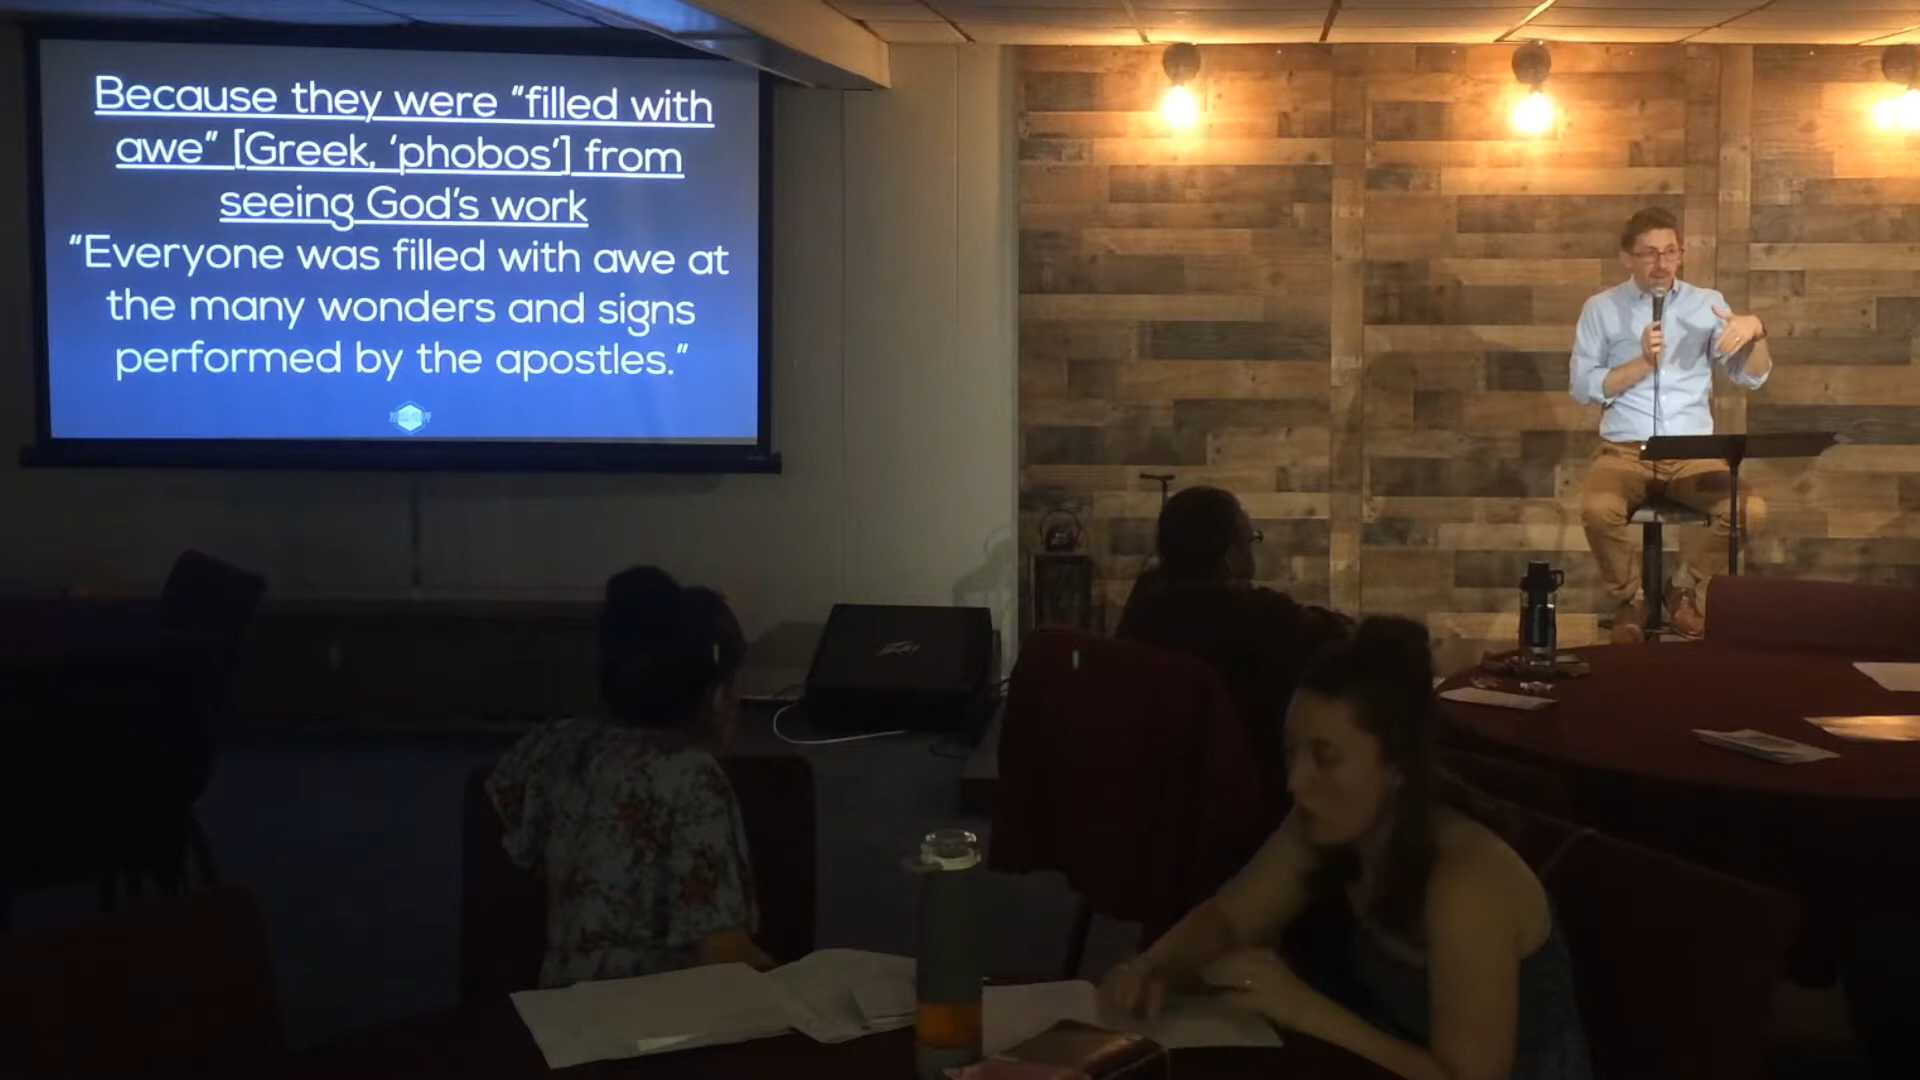 Because they were “filled with
awe” [Greek, ‘phobos’] from
seeing God’s work
“Everyone was filled with awe at
the many wonders and signs
performed by the apostles.”
PEAVEY